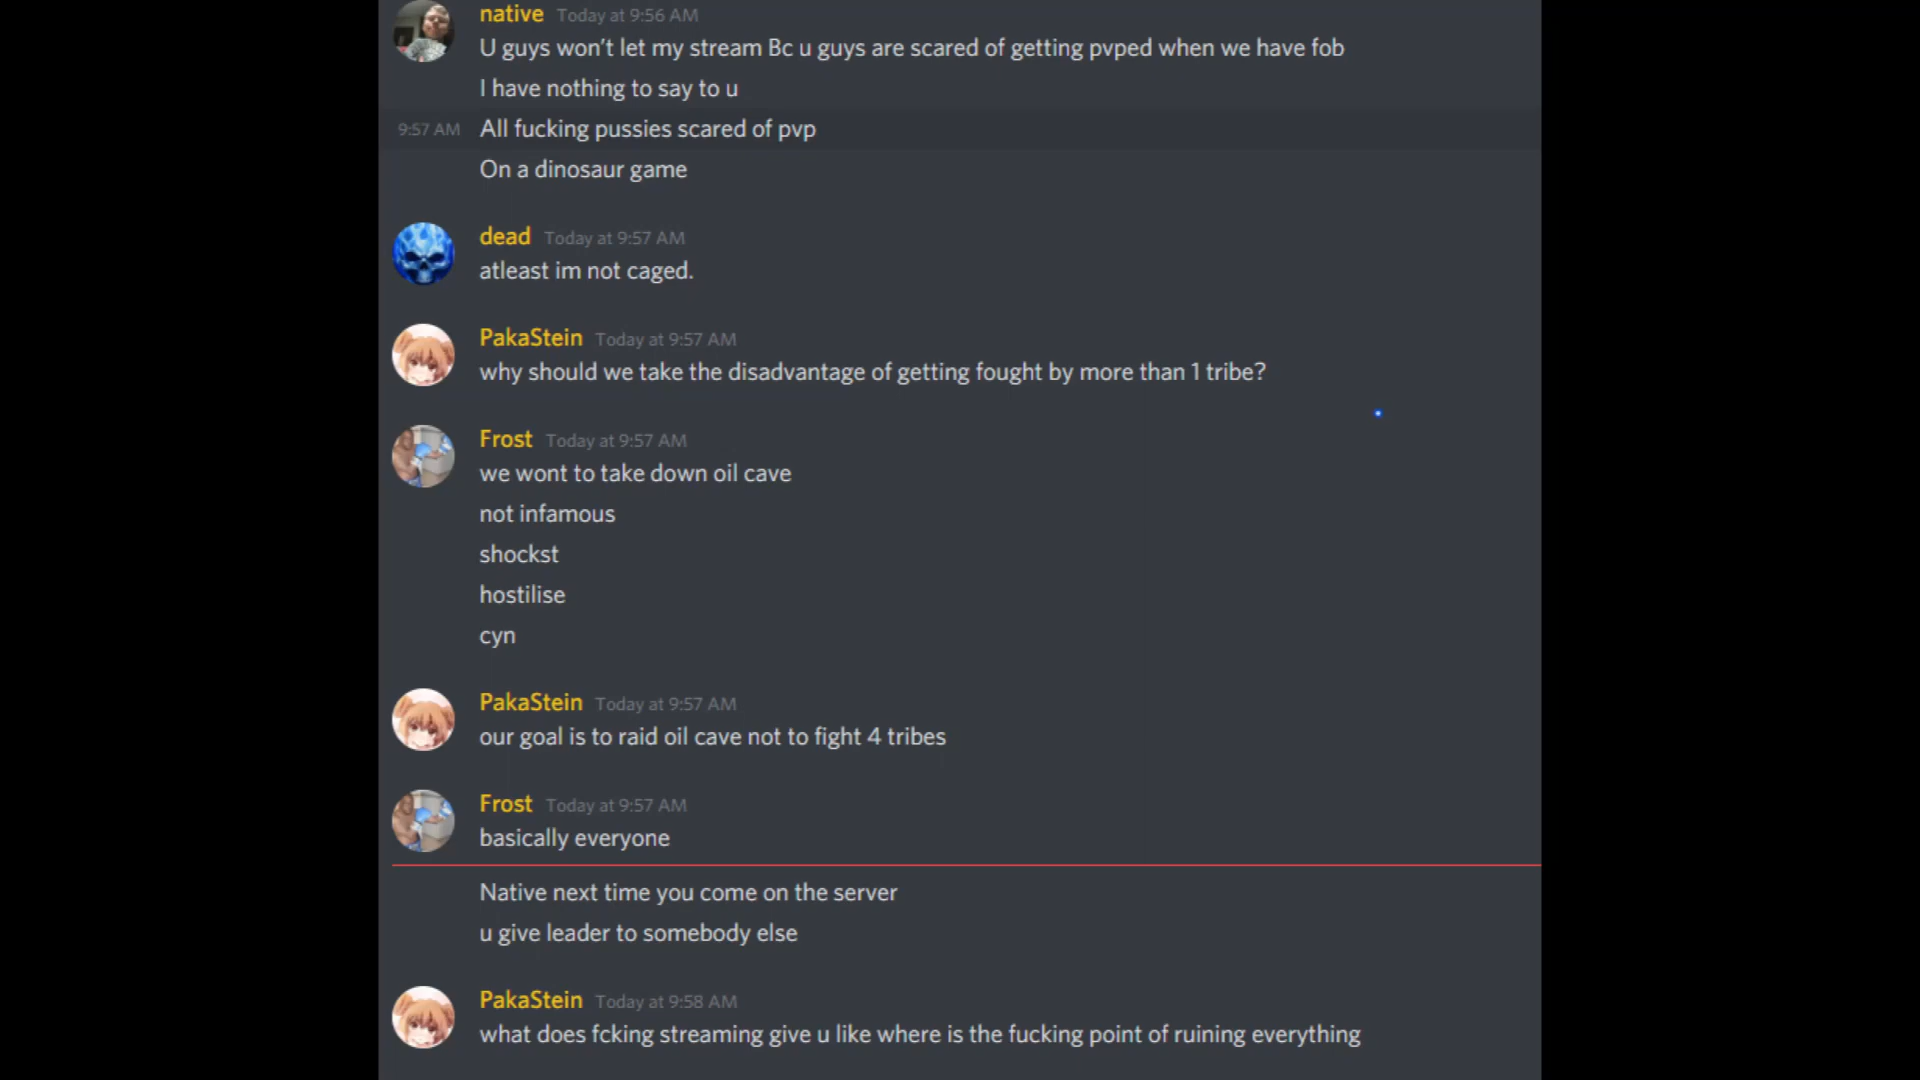 native Today at 9:56 AM
U guys won't let my stream Bc u guys are scared of getting pvped when we have fob
I have nothing to say to u
9:57 AM All fucking pussies scared of pvp
On a dinosaur game
dead Today at 9:57 AM
atleast im not caged.
PakaStein Today at 9:57 AM
why should we take the disadvantage of getting fought by more than 1 tribe?
Frost Today at 9:57 AM
we wont to take down oil cave
not infamous
shockst
hostilise
cyn
PakaStein Today at 9:57 AM
our goal is to raid oil cave not to fight 4 tribes
Frost Today at 9:57 AM
basically everyone
Native next time you come on the server
u give leader to somebody else
PakaStein Today at 9:58 AM
what does fcking streaming give u like where is the fucking point of ruining everything